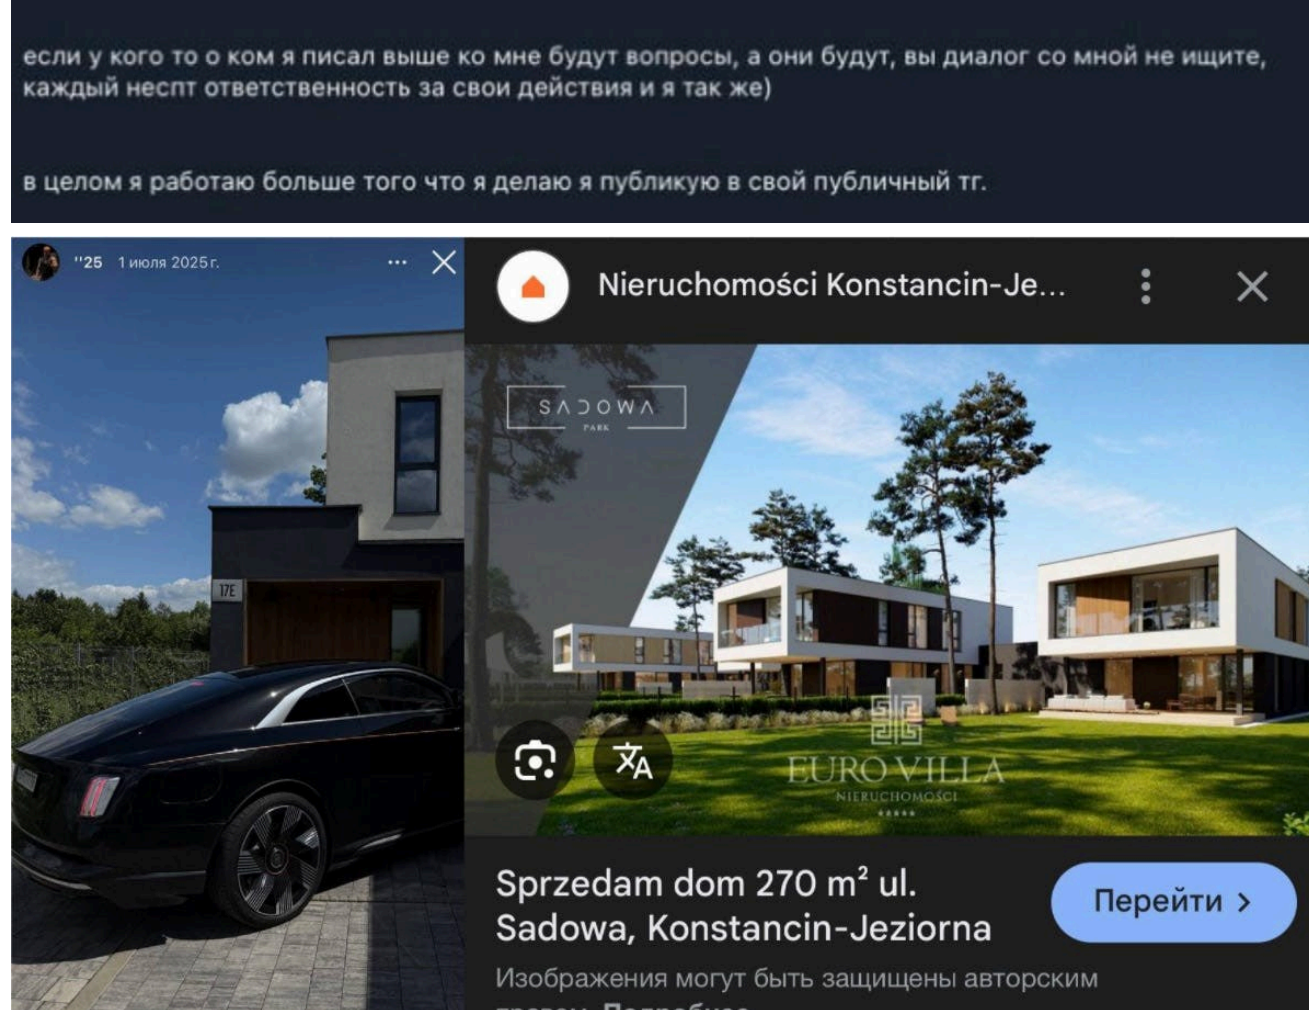 если у кого то о ком я писал выше ко мне будут вопросы, а они будут, вы диалог со мной не ищите,
каждый неспт ответственность за свои действия и я так же)
в целом я работаю больше того что я делаю я публикую в свой публичный тг.
''25 1 июля 2025 г.
17E
Nieruchomości Konstancin-Je...
SADOWA
PARK
EURO VILLA
NIERUCHOMOŚCI
Sprzedam dom 270 m² ul.
Sadowa, Konstancin-Jeziorna
Перейти
Изображения могут быть защищены авторским